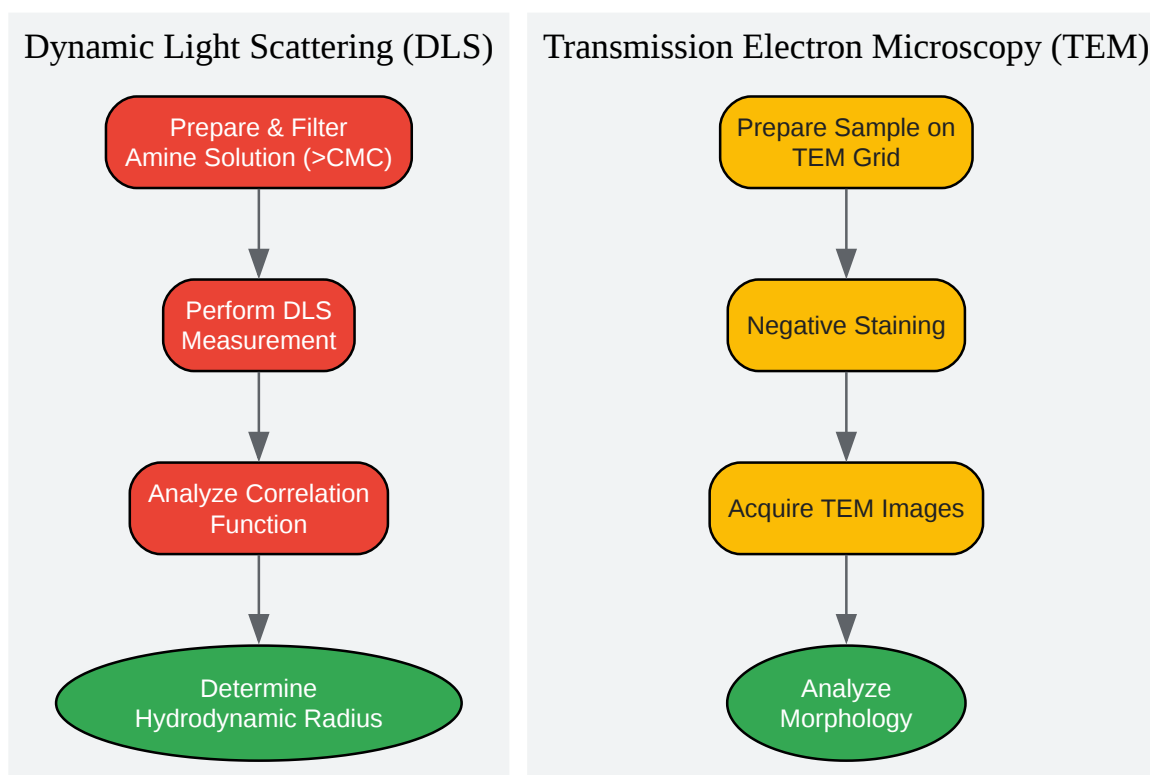 Dynamic Light Scattering (DLS)
Prepare & Filter
Amine Solution (>CMC)
Perform DLS
Measurement
Analyze Correlation
Function
Determine
Hydrodynamic Radius
Transmission Electron Microscopy (TEM)
Prepare Sample on
TEM Grid
Negative Staining
Acquire TEM Images
Analyze
Morphology